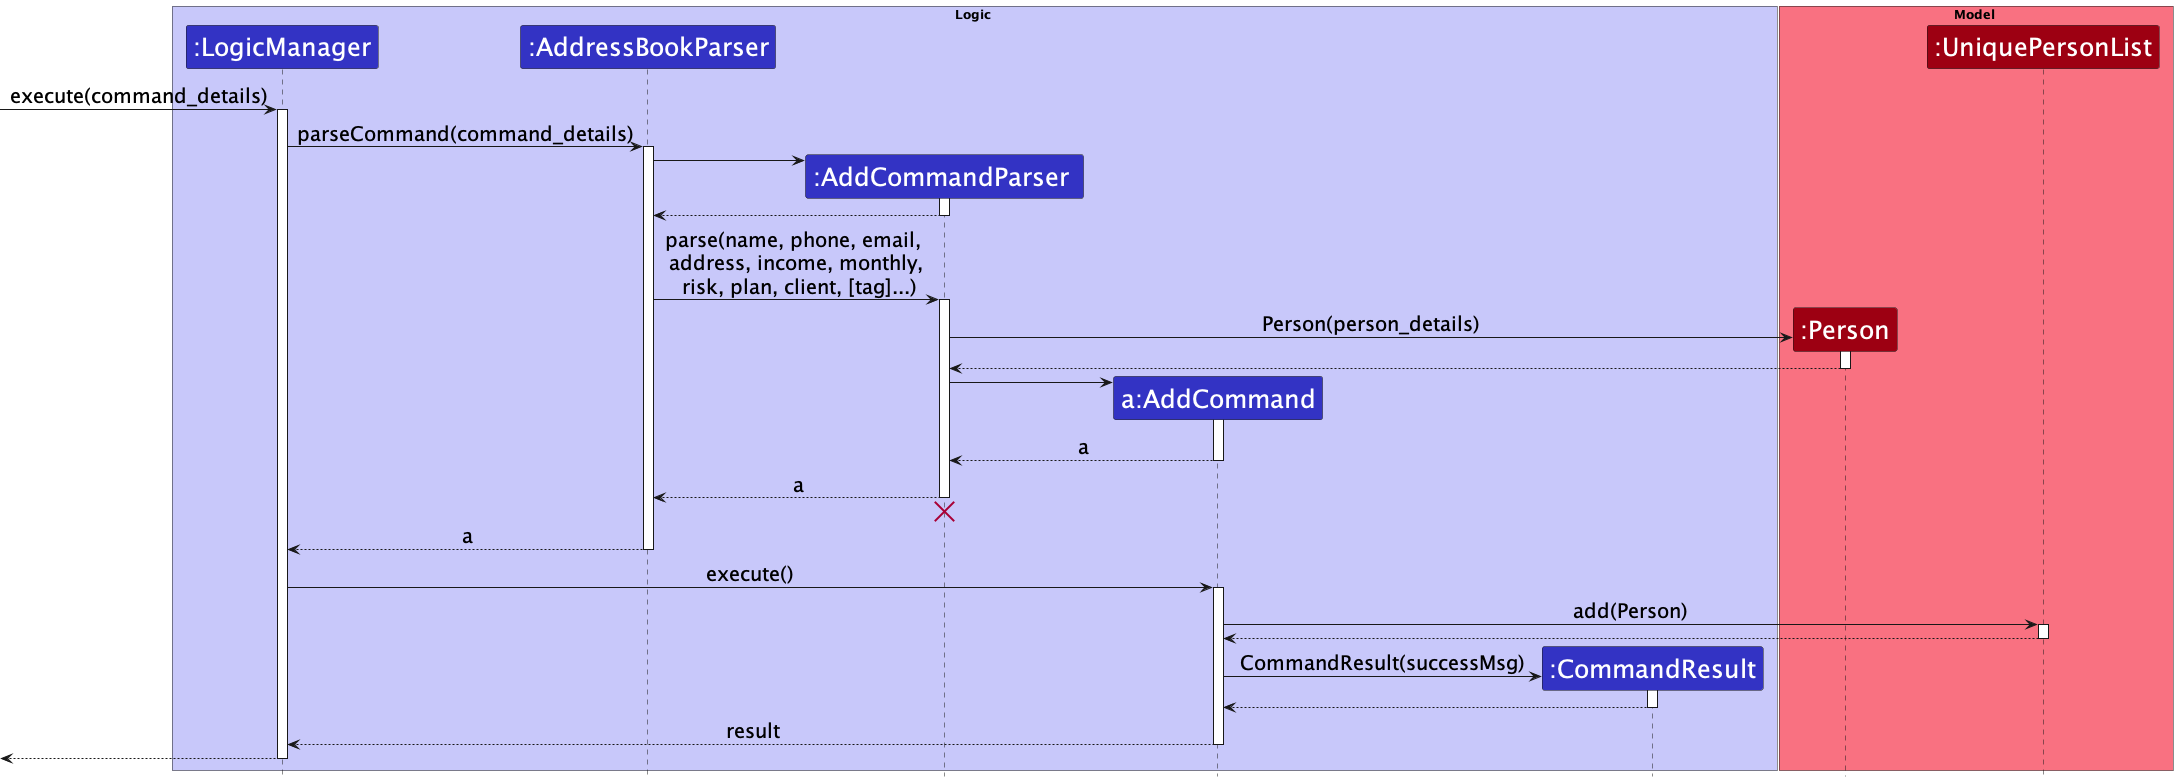 Logic
Model
:LogicManager
:AddressBookParser
:UniquePersonList
execute(command_details)
parseCommand(command_details)
:AddCommandParser
parse(name, phone, email,
address, income, monthly,
risk, plan, client, [tag]...)
Person(person_details)
:Person
a:AddCommand
a
a
a
execute()
add(Person)
CommandResult(successMsg)
:CommandResult
result